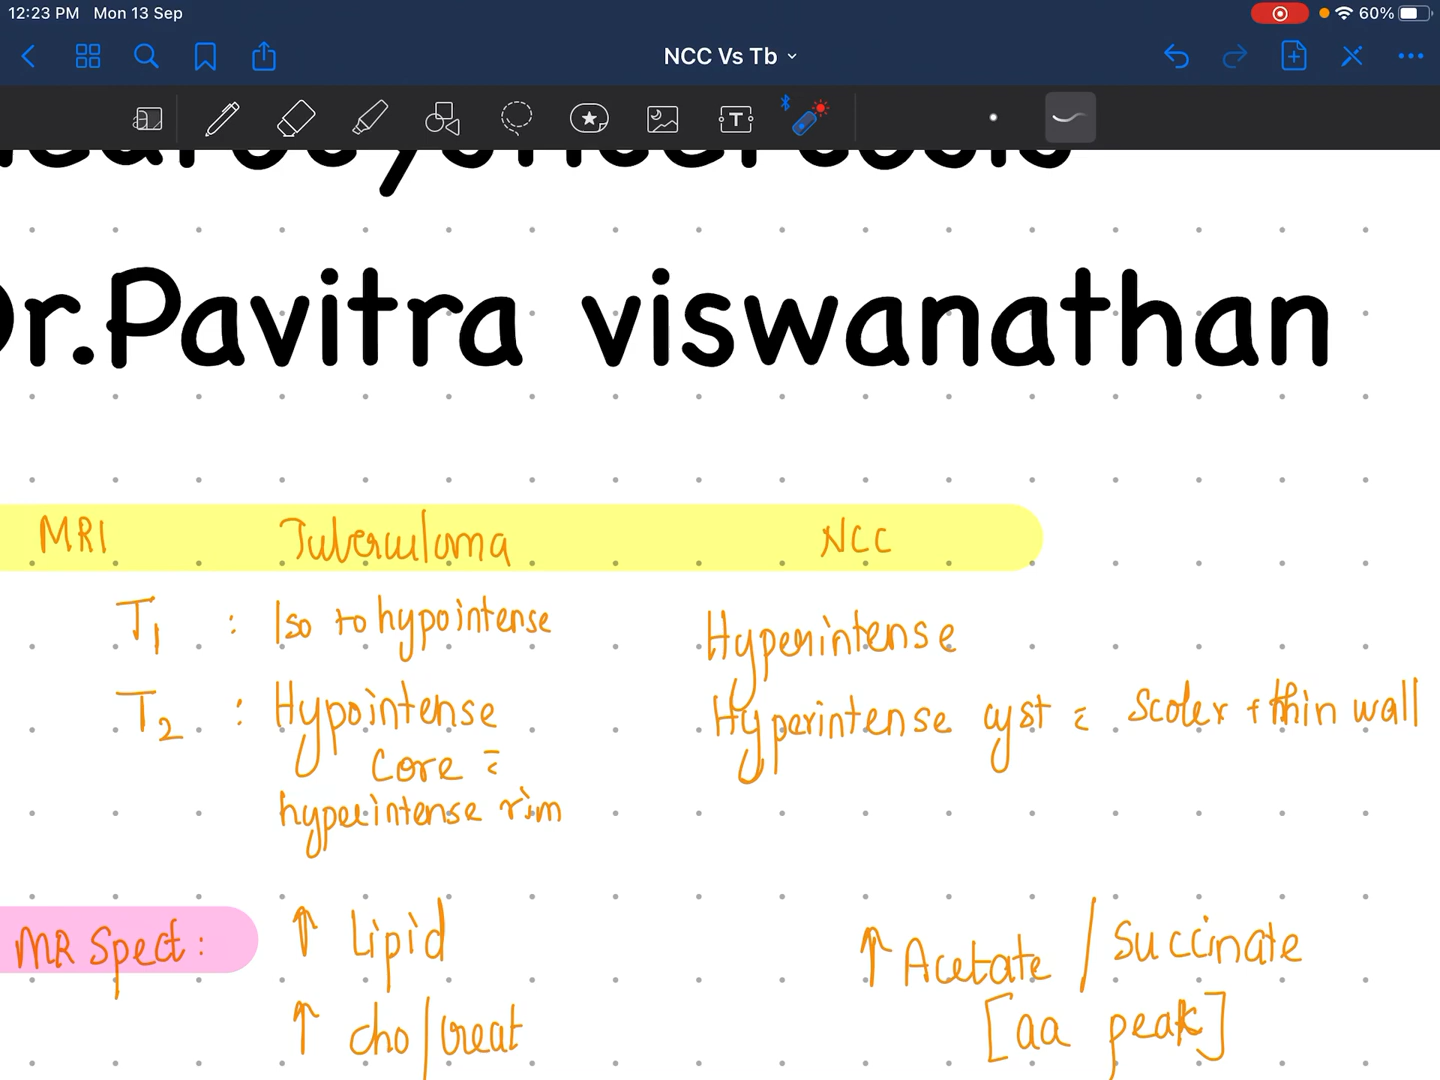 12:23 PM Mon 13 Sep
60%
NCC Vs Tb
neurocysticercosis
Dr.Pavitra viswanathan
MRI Tuberculoma NCC
T1 : Iso to hypointense Hyperintense
T2 : Hypointense Hyperintense cyst c̄ scolex + thin wall
core c̄
hyperintense rim
MR Spect: ↑ Lipid ↑ Acetate / Succinate
↑ cho/creat [aa peak]